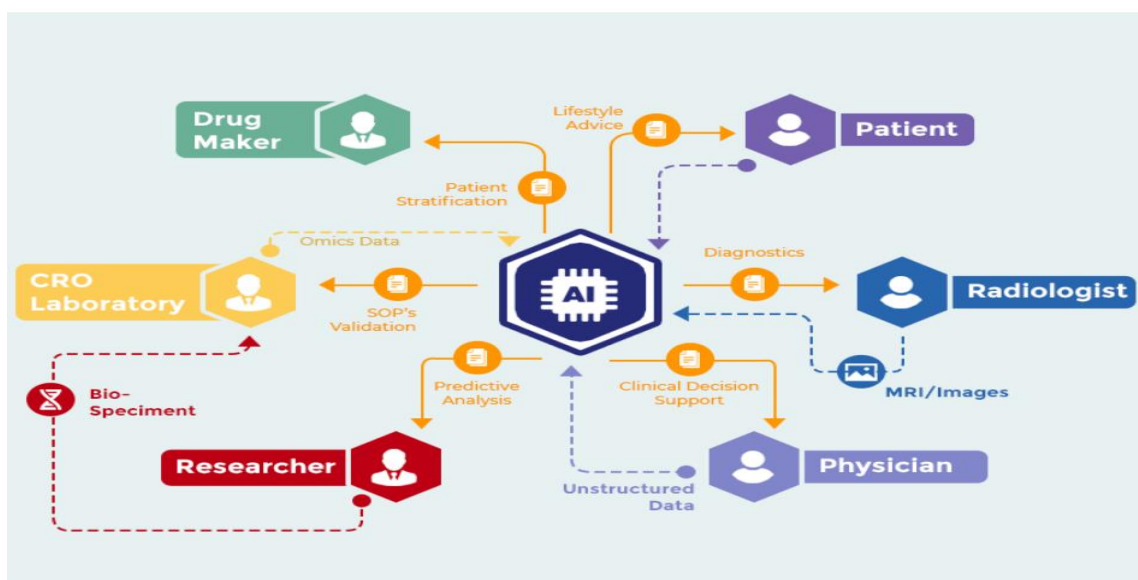 Drug
Maker
Lifestyle
Advice
Patient
Patient
Stratification
Omics Data
Diagnostics
CRO
Laboratory
AI
Radiologist
SOP's
Validation
Bio-
Speciment
Predictive
Analysis
Clinical Decision
Support
MRI/Images
Researcher
Physician
Unstructured
Data